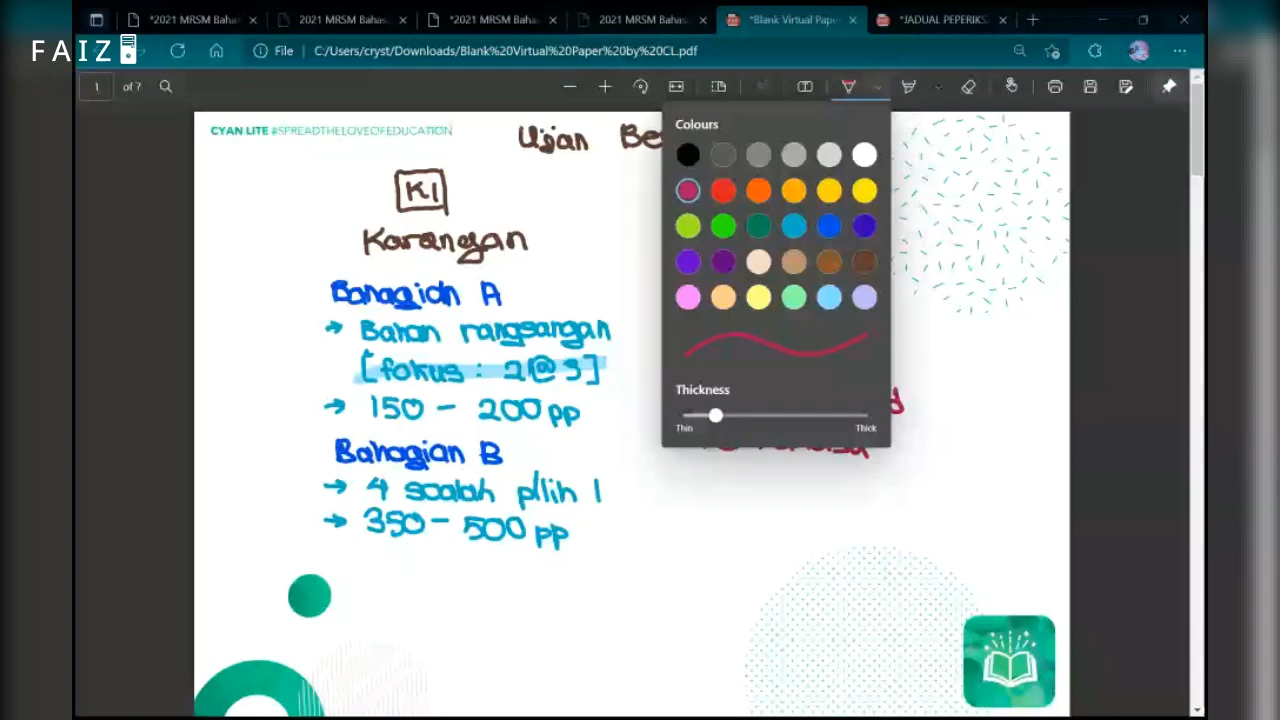 *2021 MRSM Bahas
2021 MRSM Bahas
*2021 MRSM Bahas
2021 MRSM Bahas
*Blank Virtual Pape
*JADUAL PEPERIKS
FAIZ
File
C:/Users/cryst/Downloads/Blank%20Virtual%20Paper%20by%20CL.pdf
1 of 7
CYAN LITE #SPREADTHELOVEOFEDUCATION
Ujian Be
K1
Karangan
Bahagian A
→ Bahan rangsangan
[fokus : 2@3]
→ 150 - 200 pp
Bahagian B
→ 4 soalan pilih 1
→ 350 - 500 pp
Colours
Thickness
Thin
Thick